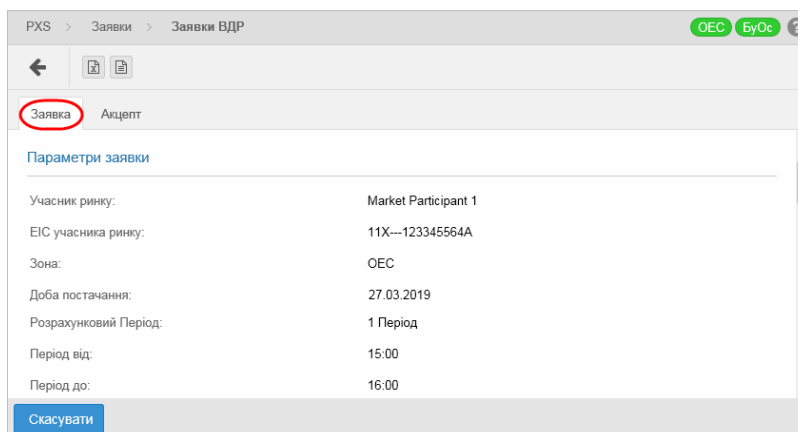 PXS > Заявки > Заявки ВДР ОЕС БуОс ?
Заявка Акцепт
Параметри заявки
Учасник ринку: Market Participant 1
ЕІС учасника ринку: 11X---123345564A
Зона: ОЕС
Доба постачання: 27.03.2019
Розрахунковий Період: 1 Період
Період від: 15:00
Період до: 16:00
Скасувати